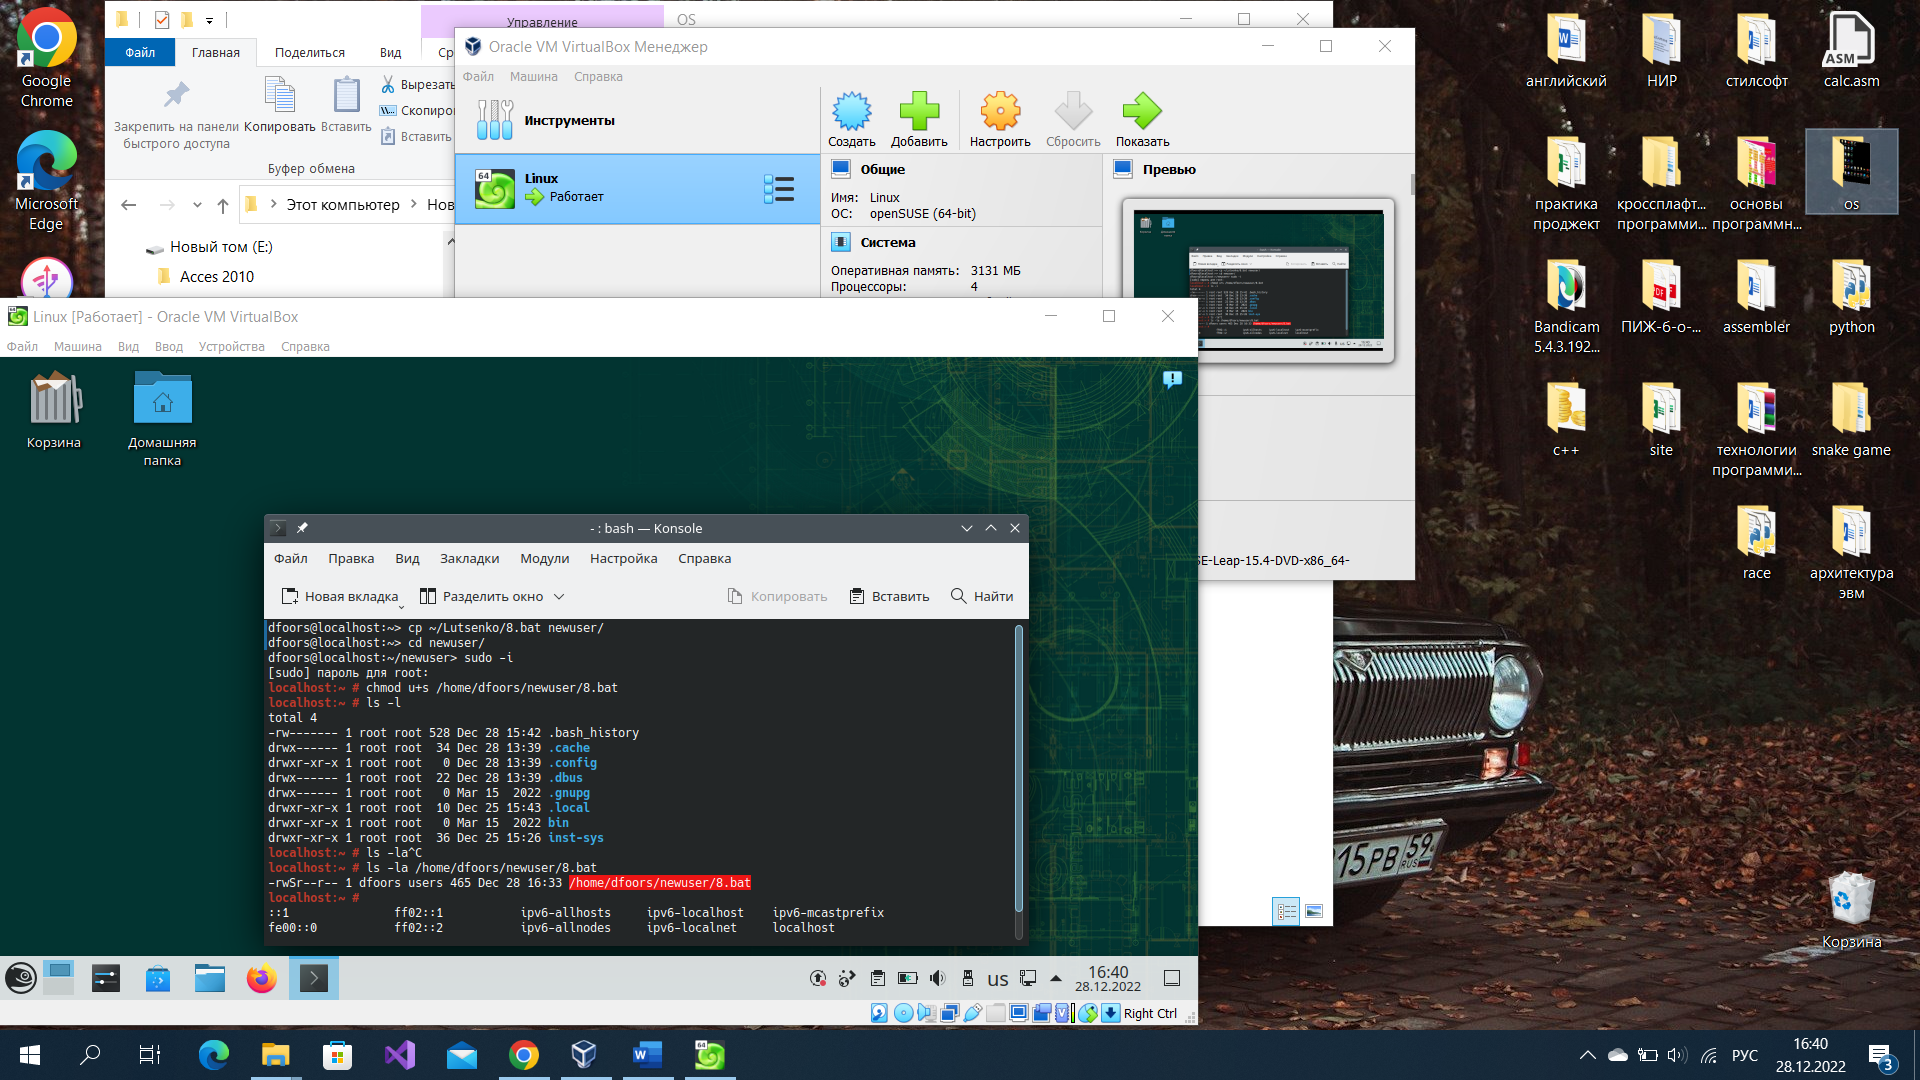 Управление
OS
Файл
Главная
Поделиться
Вид
Ср
Закрепить на панели быстрого доступа
Копировать
Вставить
Вырезать
Скопиро
Вставить
Буфер обмена
Этот компьютер
Нов
Новый том (E:)
Acces 2010
Google Chrome
Microsoft Edge
Oracle VM VirtualBox Менеджер
Файл Машина Справка
Инструменты
Создать
Добавить
Настроить
Сбросить
Показать
64
Linux
Работает
Общие
Имя: Linux
ОС: openSUSE (64-bit)
Система
Оперативная память: 3131 МБ
Процессоры: 4
Превью
SE-Leap-15.4-DVD-x86_64-
Linux [Работает] - Oracle VM VirtualBox
Файл Машина Вид Ввод Устройства Справка
Корзина
Домашняя папка
- : bash — Konsole
Файл Правка Вид Закладки Модули Настройка Справка
Новая вкладка
Разделить окно
Копировать
Вставить
Найти
dfoors@localhost:~> cp ~/Lutsenko/8.bat newuser/
dfoors@localhost:~> cd newuser/
dfoors@localhost:~/newuser> sudo -i
[sudo] пароль для root:
localhost:~ # chmod u+s /home/dfoors/newuser/8.bat
localhost:~ # ls -l
total 4
-rw------- 1 root root 528 Dec 28 15:42 .bash_history
drwx------ 1 root root  34 Dec 28 13:39 .cache
drwxr-xr-x 1 root root   0 Dec 28 13:39 .config
drwx------ 1 root root  22 Dec 28 13:39 .dbus
drwx------ 1 root root   0 Mar 15  2022 .gnupg
drwxr-xr-x 1 root root  10 Dec 25 15:43 .local
drwxr-xr-x 1 root root   0 Mar 15  2022 bin
drwxr-xr-x 1 root root  36 Dec 25 15:26 inst-sys
localhost:~ # ls -la^C
localhost:~ # ls -la /home/dfoors/newuser/8.bat
-rwSr--r-- 1 dfoors users 465 Dec 28 16:33 /home/dfoors/newuser/8.bat
localhost:~ #
::1 ff02::1 ipv6-allhosts ipv6-localhost ipv6-mcastprefix
fe00::0 ff02::2 ipv6-allnodes ipv6-localnet localhost
us
16:40
28.12.2022
Right Ctrl
английский
НИР
стилсофт
calc.asm
ASM
практика проджект
кроссплафт... программи...
основы программн...
os
Bandicam 5.4.3.192...
ПИЖ-б-о-...
assembler
python
c++
site
технологии программи...
snake game
race
архитектура эвм
15РВ 59
RUS
Корзина
64
РУС
16:40
28.12.2022
3